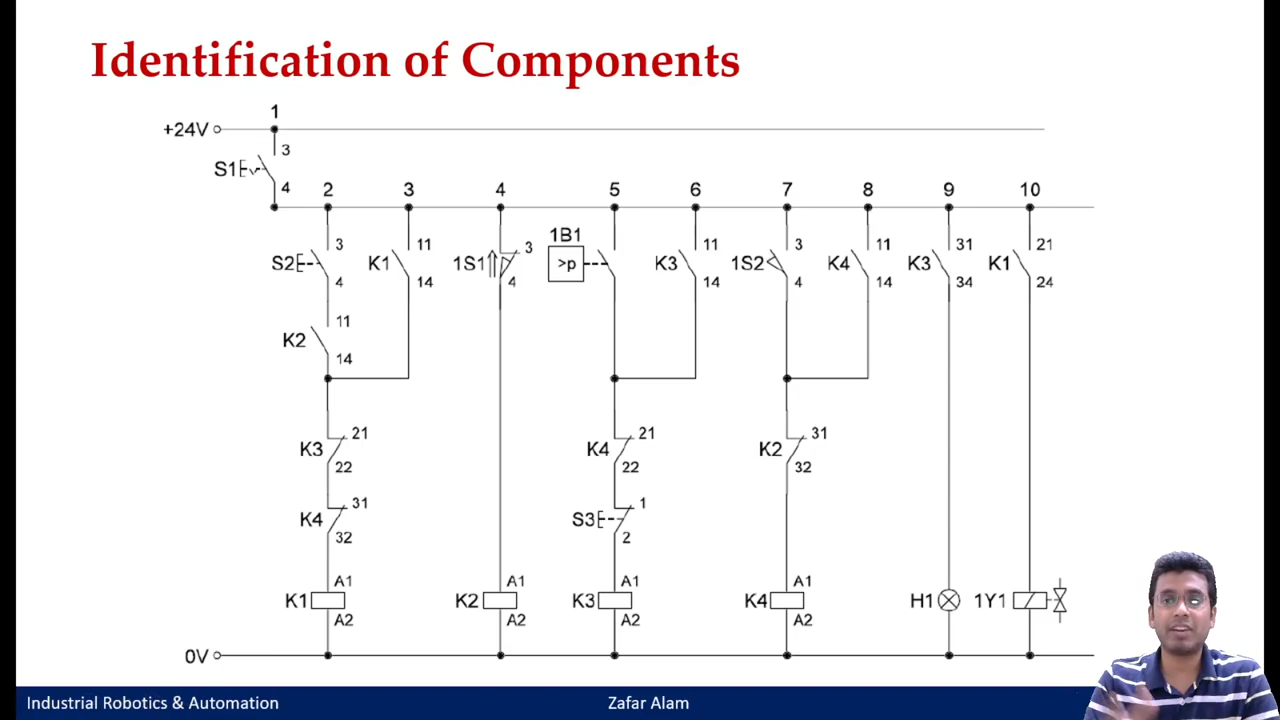 Identification of Components
1
+24V
3
S1
4
2 3 4 5 6 7 8 9 10
1B1
3 11 3 11 3 11 31 21
S2 K1 1S1 >p K3 1S2 K4 K3 K1
4 14 4 14 4 14 34 24
11
K2
14
21 21 31
K3 K4 K2
22 22 32
31 1
K4 S3
32 2
A1 A1 A1 A1
K1 K2 K3 K4 H1 1Y1
A2 A2 A2 A2
0V
Industrial Robotics & Automation Zafar Alam